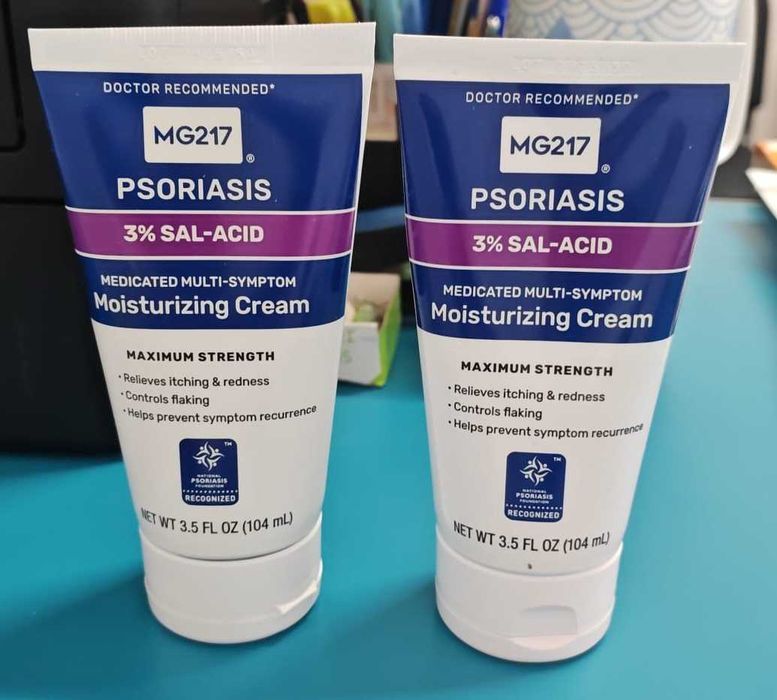 DOCTOR RECOMMENDED*
MG217
®
PSORIASIS
3% SAL-ACID
MEDICATED MULTI-SYMPTOM
Moisturizing Cream
MAXIMUM STRENGTH
• Relieves itching & redness
• Controls flaking
• Helps prevent symptom recurrence
™
NATIONAL
PSORIASIS
FOUNDATION
RECOGNIZED
NET WT 3.5 FL OZ (104 mL)
DOCTOR RECOMMENDED*
MG217
®
PSORIASIS
3% SAL-ACID
MEDICATED MULTI-SYMPTOM
Moisturizing Cream
MAXIMUM STRENGTH
• Relieves itching & redness
• Controls flaking
• Helps prevent symptom recurrence
™
NATIONAL
PSORIASIS
FOUNDATION
RECOGNIZED
NET WT 3.5 FL OZ (104 mL)